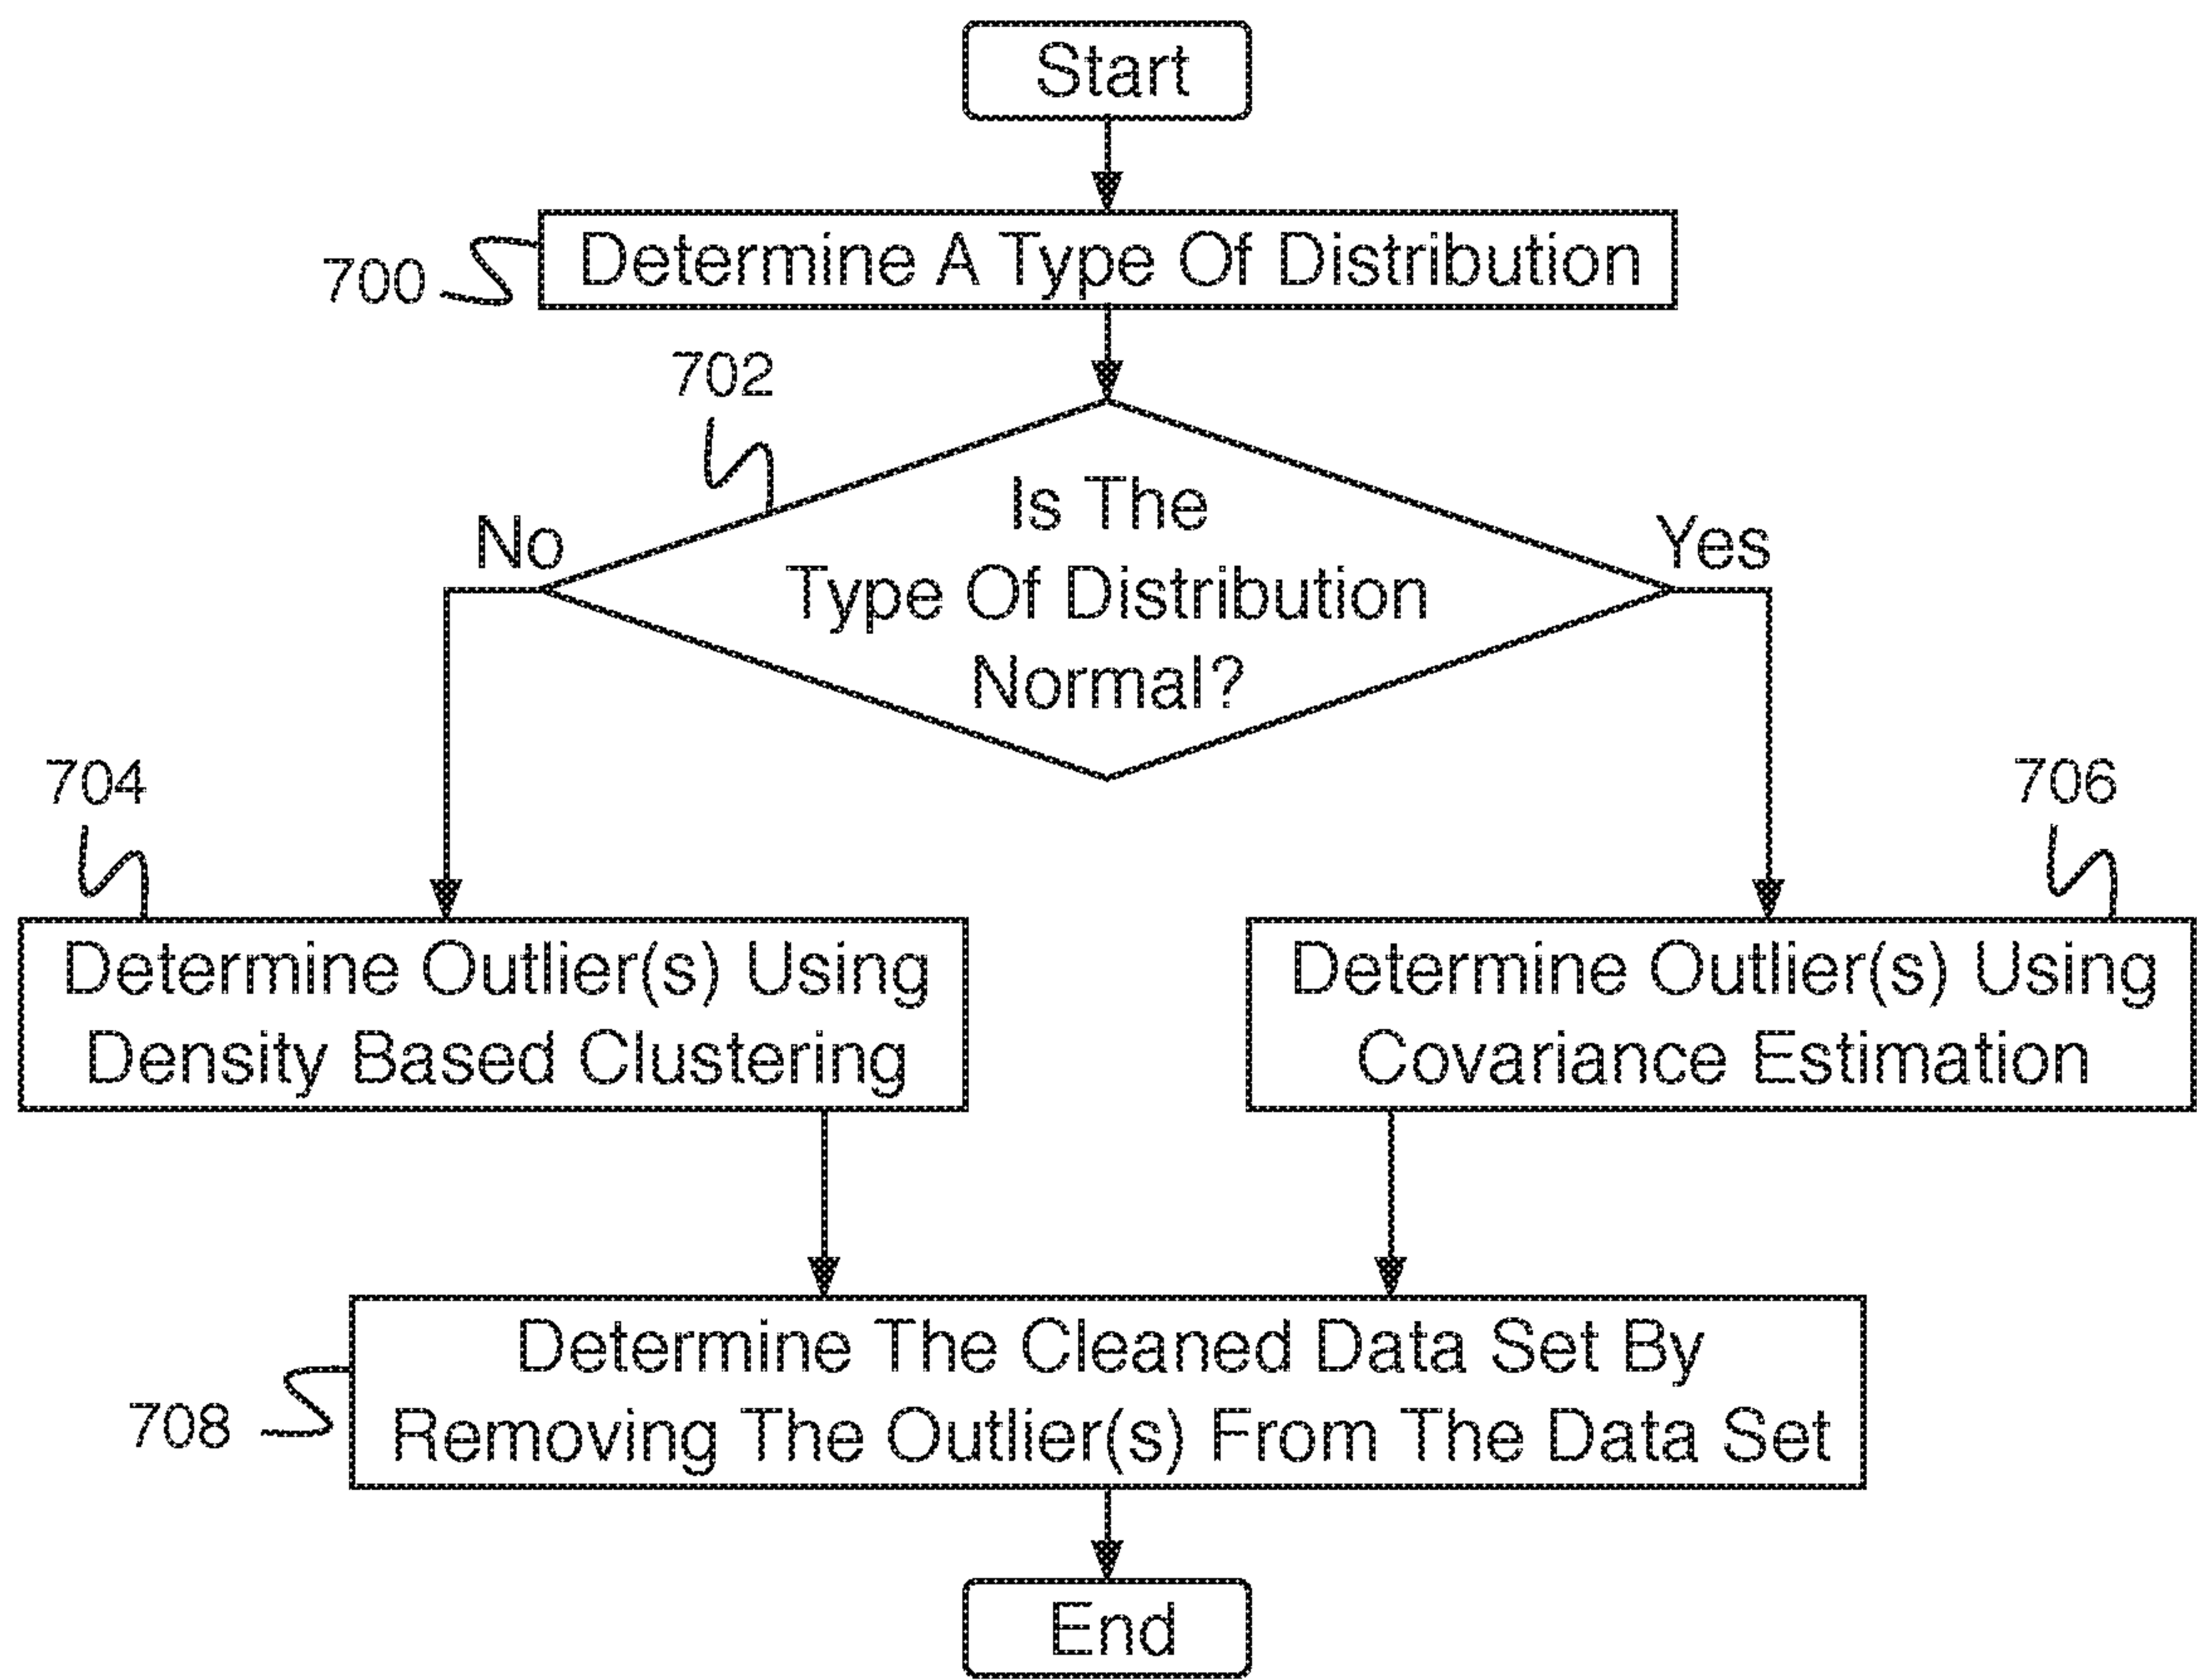 Start
700
Determine A Type Of Distribution
702
Is The
Type Of Distribution
Normal?
No
Yes
704
Determine Outlier(s) Using
Density Based Clustering
706
Determine Outlier(s) Using
Covariance Estimation
708
Determine The Cleaned Data Set By
Removing The Outlier(s) From The Data Set
End